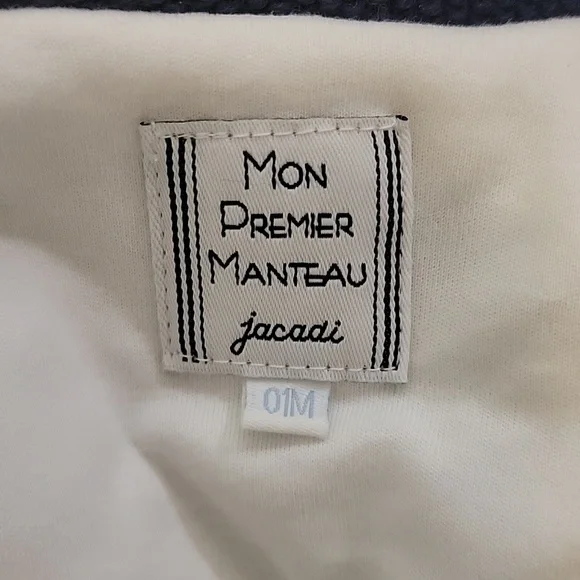 MON
PREMIER
MANTEAU
jacadi
01M